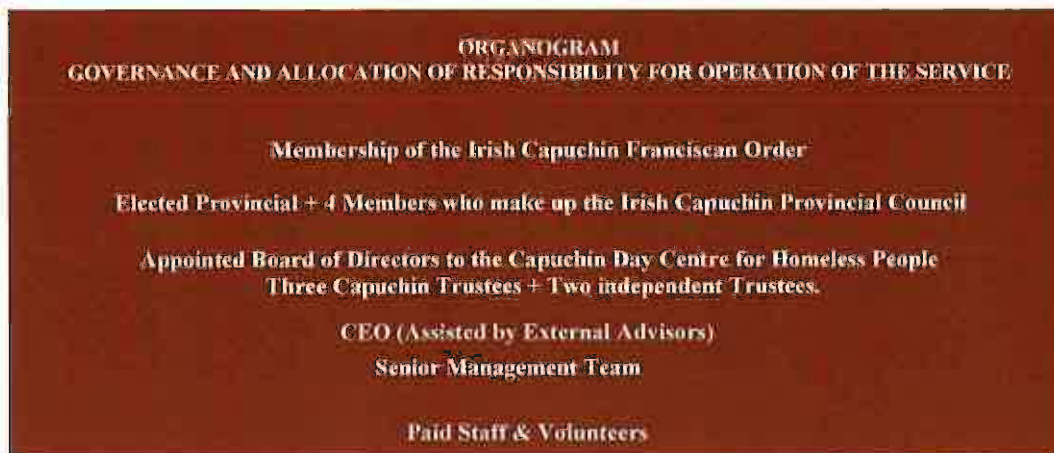 ORGANOGRAM
GOVERNANCE AND ALLOCATION OF RESPONSIBILITY FOR OPERATION OF THE SERVICE
Membership of the Irish Capuchin Franciscan Order
Elected Provincial + 4 Members who make up the Irish Capuchin Provincial Council
Appointed Board of Directors to the Capuchin Day Centre for Homeless People
Three Capuchin Trustees + Two independent Trustees.
CEO (Assisted by External Advisors)
Senior Management Team
Paid Staff & Volunteers